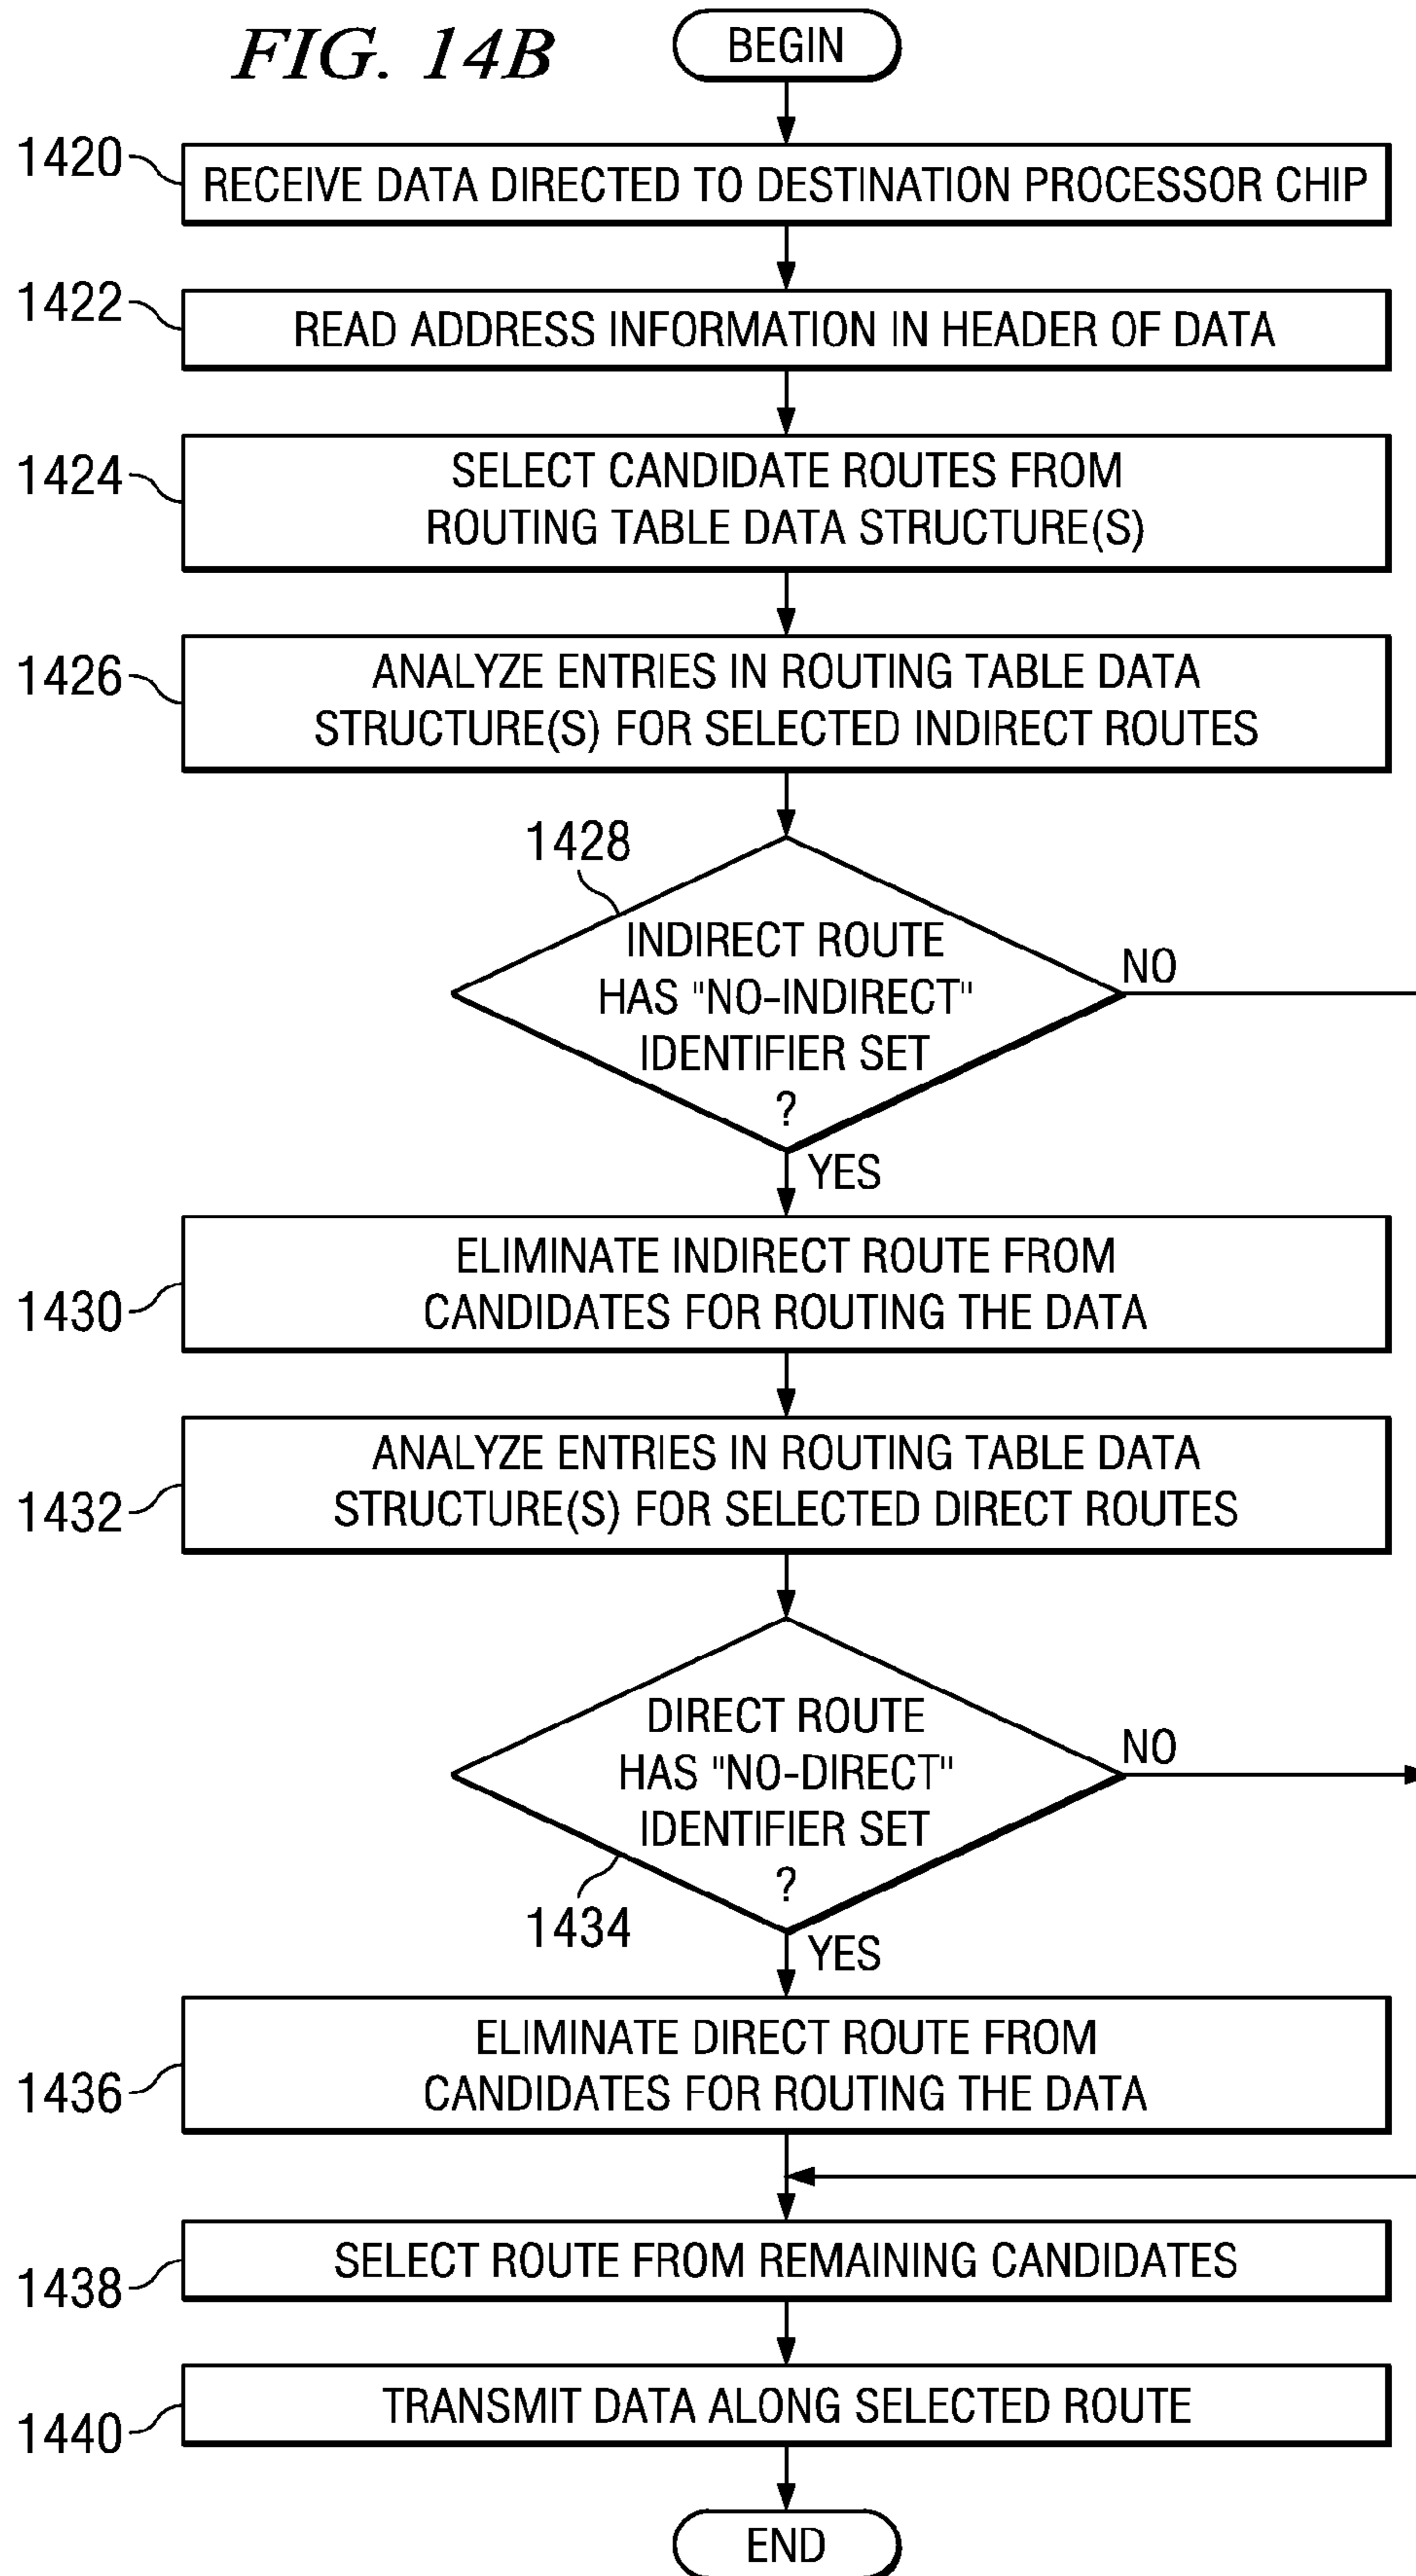 FIG. 14B
BEGIN
1420
RECEIVE DATA DIRECTED TO DESTINATION PROCESSOR CHIP
1422
READ ADDRESS INFORMATION IN HEADER OF DATA
1424
SELECT CANDIDATE ROUTES FROM
ROUTING TABLE DATA STRUCTURE(S)
1426
ANALYZE ENTRIES IN ROUTING TABLE DATA
STRUCTURE(S) FOR SELECTED INDIRECT ROUTES
1428
INDIRECT ROUTE
HAS "NO-INDIRECT"
IDENTIFIER SET
?
NO
YES
1430
ELIMINATE INDIRECT ROUTE FROM
CANDIDATES FOR ROUTING THE DATA
1432
ANALYZE ENTRIES IN ROUTING TABLE DATA
STRUCTURE(S) FOR SELECTED DIRECT ROUTES
DIRECT ROUTE
HAS "NO-DIRECT"
IDENTIFIER SET
?
NO
1434
YES
1436
ELIMINATE DIRECT ROUTE FROM
CANDIDATES FOR ROUTING THE DATA
1438
SELECT ROUTE FROM REMAINING CANDIDATES
1440
TRANSMIT DATA ALONG SELECTED ROUTE
END